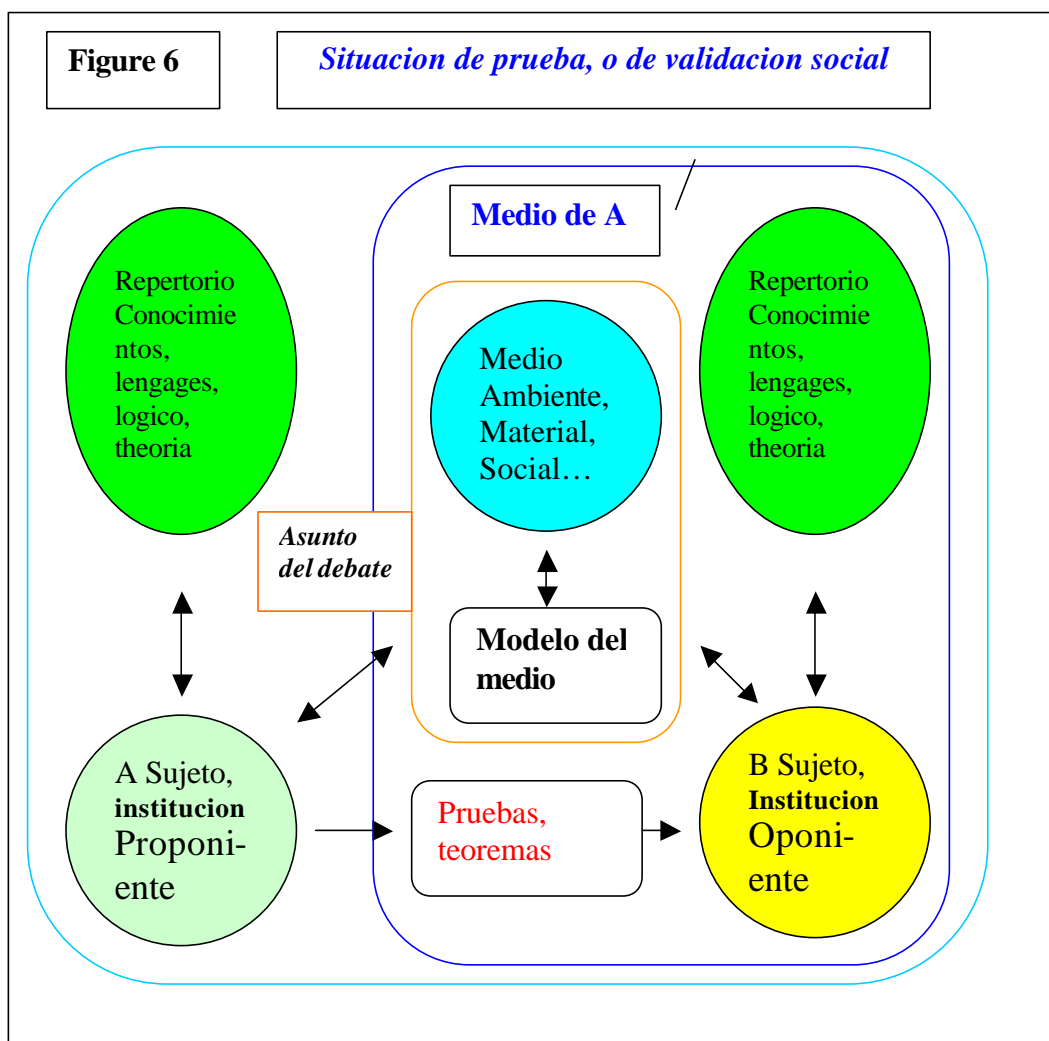 Figure 6
Situacion de prueba, o de validacion social
Medio de A
Repertorio
Conocimie
ntos,
lengages,
logico,
theoria
Medio
Ambiente,
Material,
Social…
Repertorio
Conocimie
ntos,
lengages,
logico,
theoria
Asunto
del debate
Modelo del
medio
A Sujeto,
institucion
Proponi-
ente
Pruebas,
teoremas
B Sujeto,
Institucion
Oponi-
ente